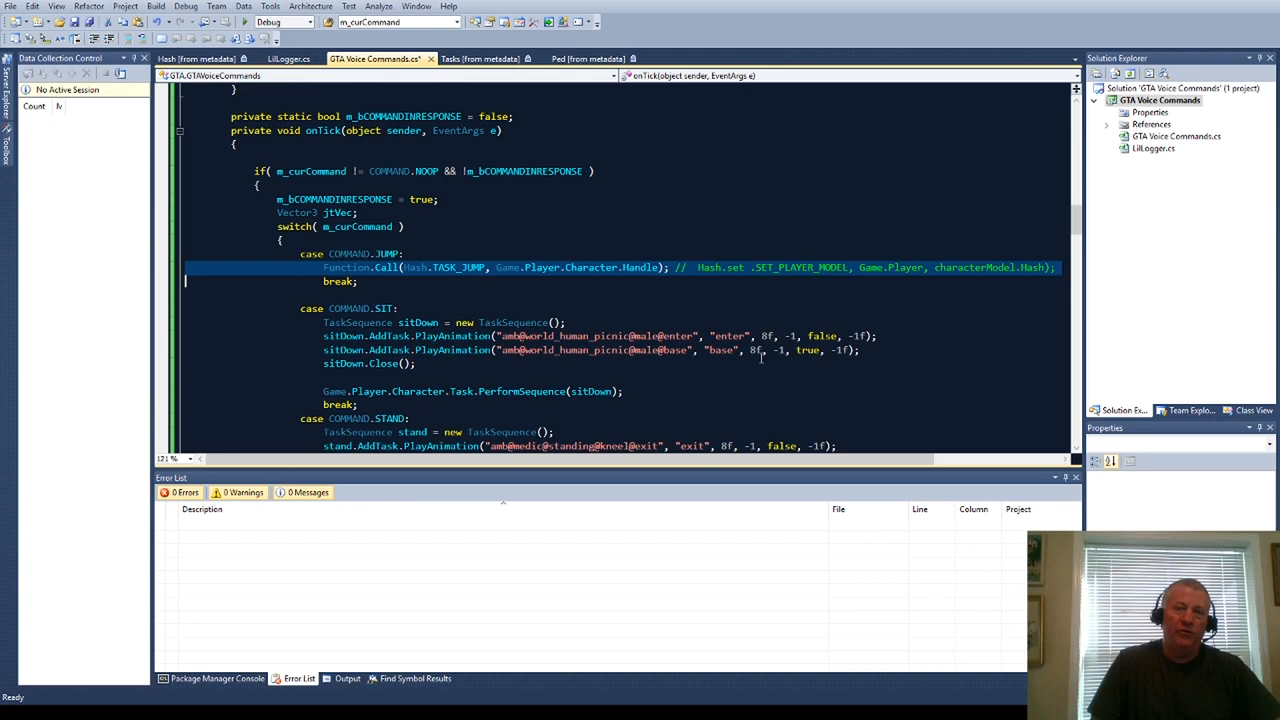 File Edit View Refactor Project Build Debug Team Data Tools Architecture Test Analyze Window Help
Debug m_curCommand
Data Collection Control
No Active Session
Count M
Server Explorer
Toolbox
Hash [from metadata] LilLogger.cs GTA Voice Commands.cs* Tasks [from metadata] Ped [from metadata]
GTA.GTAVoiceCommands onTick(object sender, EventArgs e)
}
private static bool m_bCOMMANDINRESPONSE = false;
private void onTick(object sender, EventArgs e)
{
if( m_curCommand != COMMAND.NOOP && !m_bCOMMANDINRESPONSE )
{
m_bCOMMANDINRESPONSE = true;
Vector3 jtVec;
switch( m_curCommand )
{
case COMMAND.JUMP:
Function.Call(Hash.TASK_JUMP, Game.Player.Character.Handle); // Hash.set .SET_PLAYER_MODEL, Game.Player, characterModel.Hash);
break;
case COMMAND.SIT:
TaskSequence sitDown = new TaskSequence();
sitDown.AddTask.PlayAnimation("amb@world_human_picnic@male@enter", "enter", 8f, -1, false, -1f);
sitDown.AddTask.PlayAnimation("amb@world_human_picnic@male@base", "base", 8f, -1, true, -1f);
sitDown.Close();
Game.Player.Character.Task.PerformSequence(sitDown);
break;
case COMMAND.STAND:
TaskSequence stand = new TaskSequence();
stand.AddTask.PlayAnimation("amb@medic@standing@kneel@exit", "exit", 8f, -1, false, -1f);
121 %
Error List
0 Errors 0 Warnings 0 Messages
Description File Line Column Project
Package Manager Console Error List Output Find Symbol Results
Ready
Solution Explorer
Solution 'GTA Voice Commands' (1 project)
GTA Voice Commands
Properties
References
GTA Voice Commands.cs
LilLogger.cs
Solution Ex... Team Explo... Class View
Properties